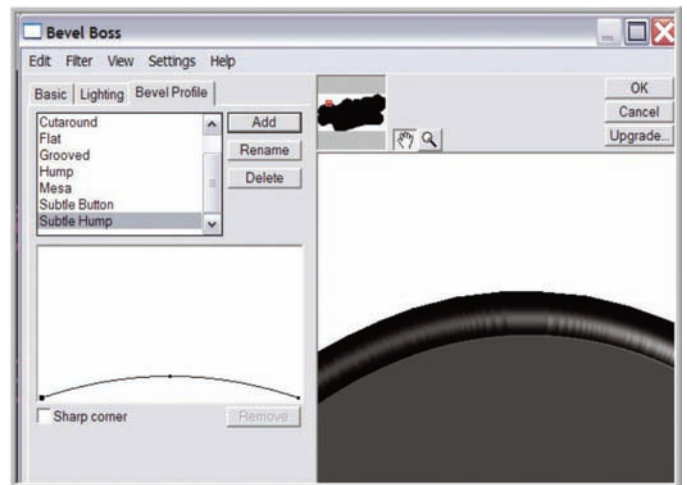 Bevel Boss
Edit Filter View Settings Help
Basic Lighting Bevel Profile
Cutaround
Flat
Grooved
Hump
Mesa
Subtle Button
Subtle Hump
Add
Rename
Delete
Sharp corner
Remove
OK
Cancel
Upgrade...